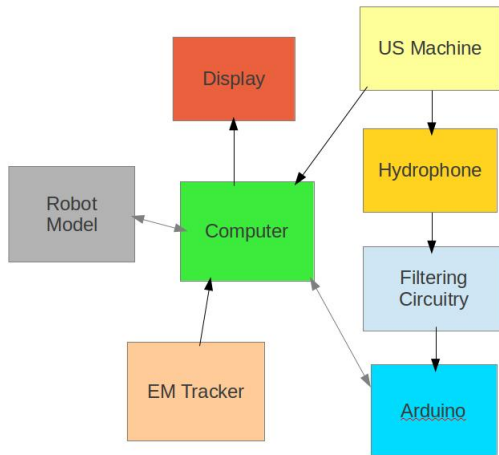 US Machine
Display
Hydrophone
Robot
Model
Computer
Filtering
Circuitry
EM Tracker
Arduino